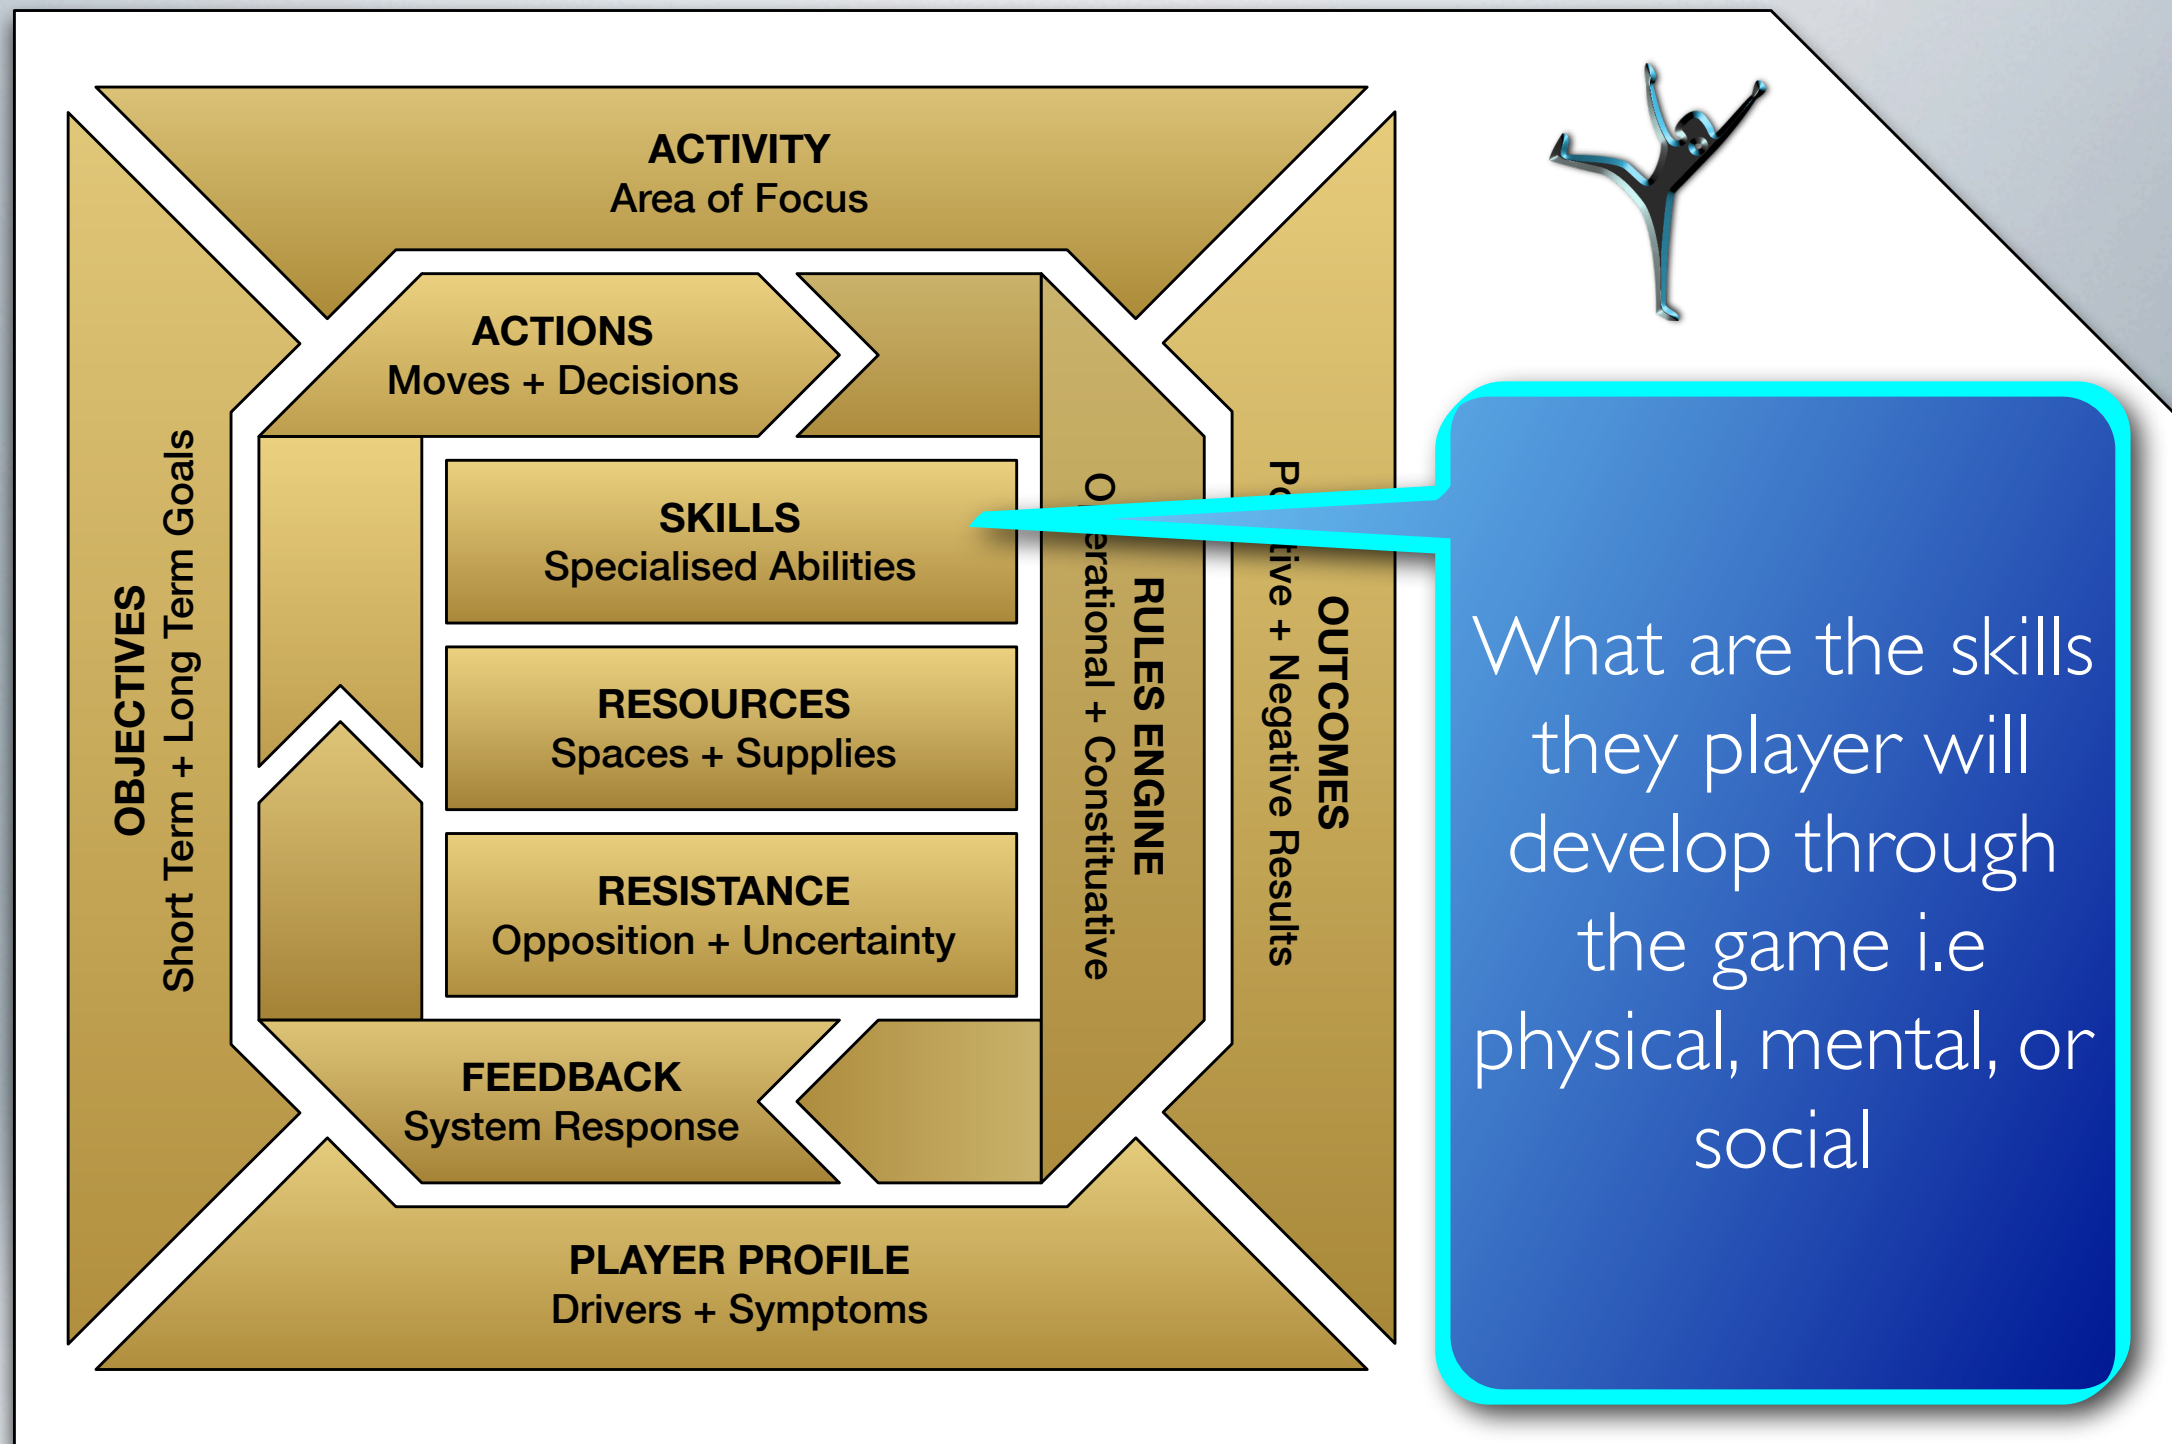 ACTIVITY
Area of Focus
ACTIONS
Moves + Decisions
OBJECTIVES
Short Term + Long Term Goals
SKILLS
Specialised Abilities
RESOURCES
Spaces + Supplies
RESISTANCE
Opposition + Uncertainty
RULES ENGINE
Operational + Constituative
OUTCOMES
Positive + Negative Results
FEEDBACK
System Response
PLAYER PROFILE
Drivers + Symptoms
What are the skills
they player will
develop through
the game i.e
physical, mental, or
social